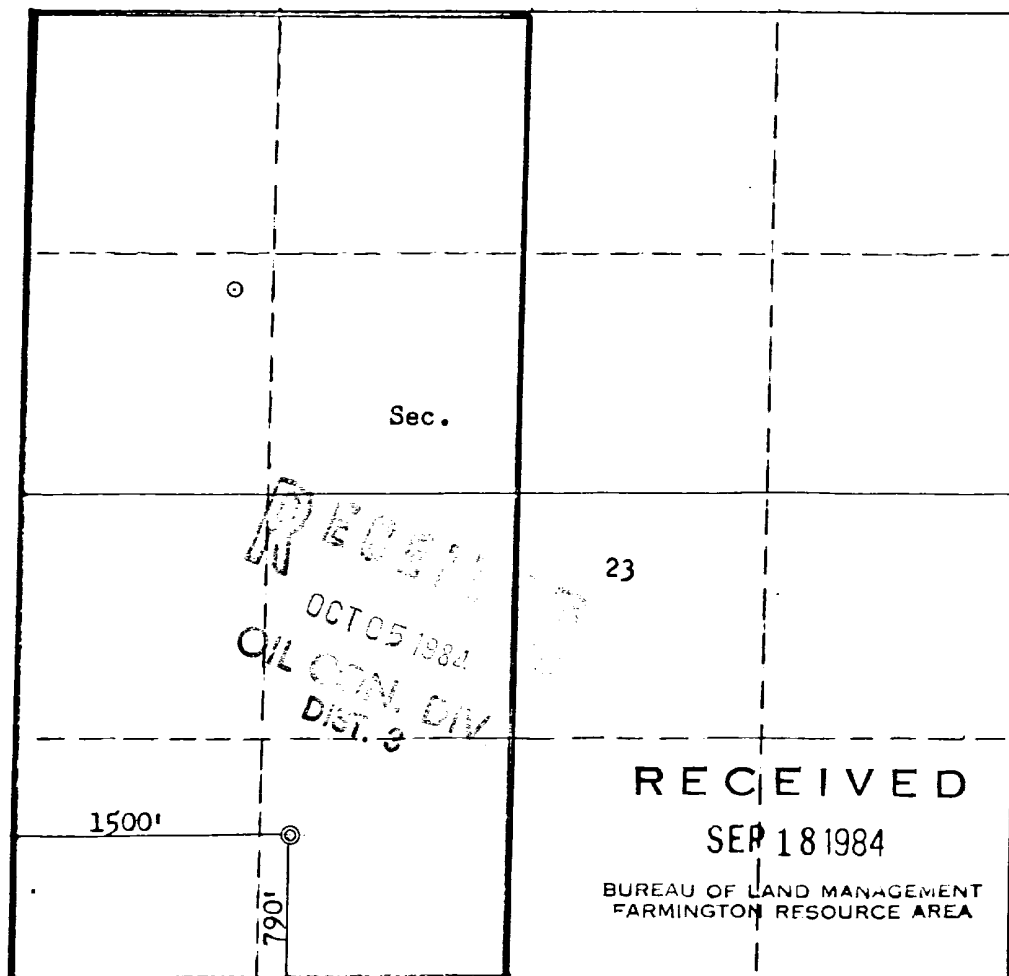 Sec.
23
OCT 05 1984
OIL CON. DIV
DIST. 3
RECEIVED
SEP 18 1984
BUREAU OF LAND MANAGEMENT
FARMINGTON RESOURCE AREA
1500'
790'